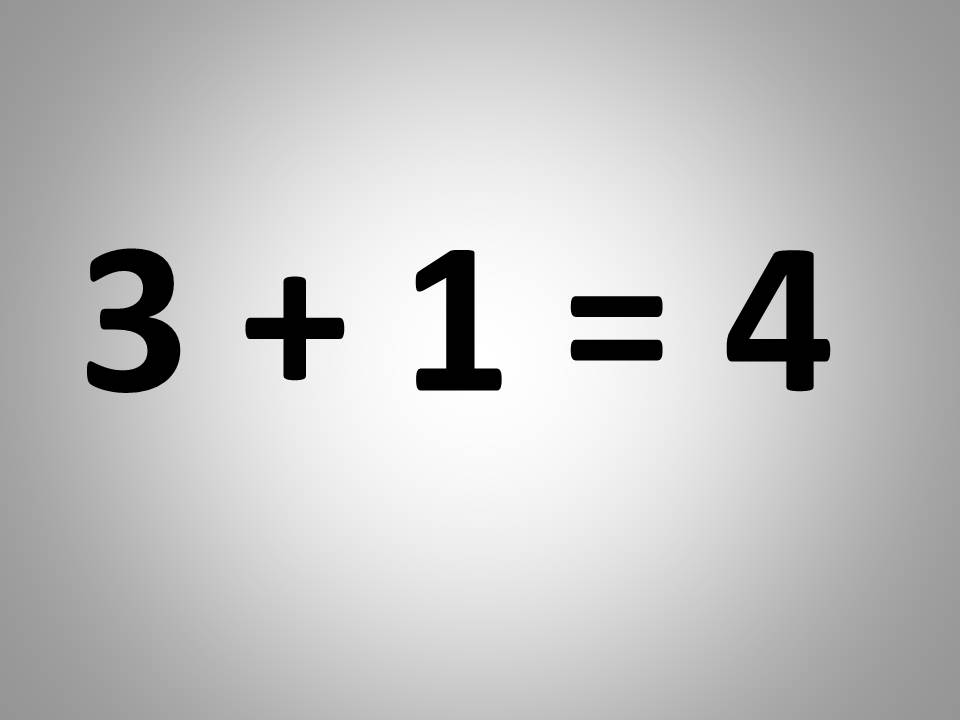 3 + 1 = 4